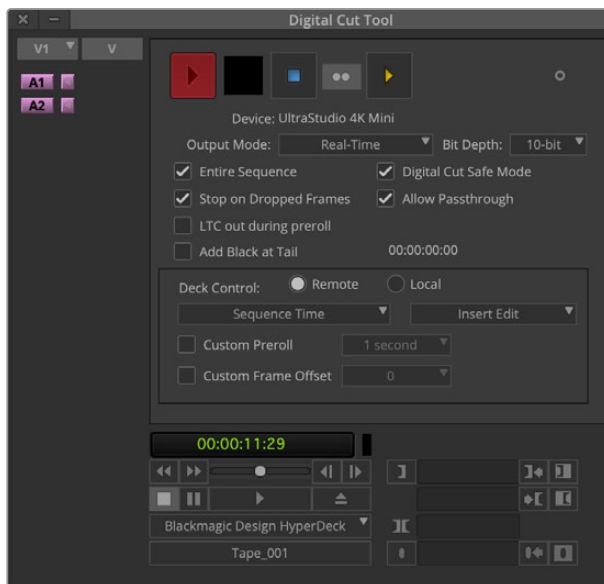 Digital Cut Tool
V1 V
A1
A2
Device: UltraStudio 4K Mini
Output Mode: Real-Time Bit Depth: 10-bit
Entire Sequence Digital Cut Safe Mode
Stop on Dropped Frames Allow Passthrough
LTC out during preroll
Add Black at Tail 00:00:00:00
Deck Control: Remote Local
Sequence Time Insert Edit
Custom Preroll 1 second
Custom Frame Offset 0
00:00:11:29
Blackmagic Design HyperDeck
Tape_001